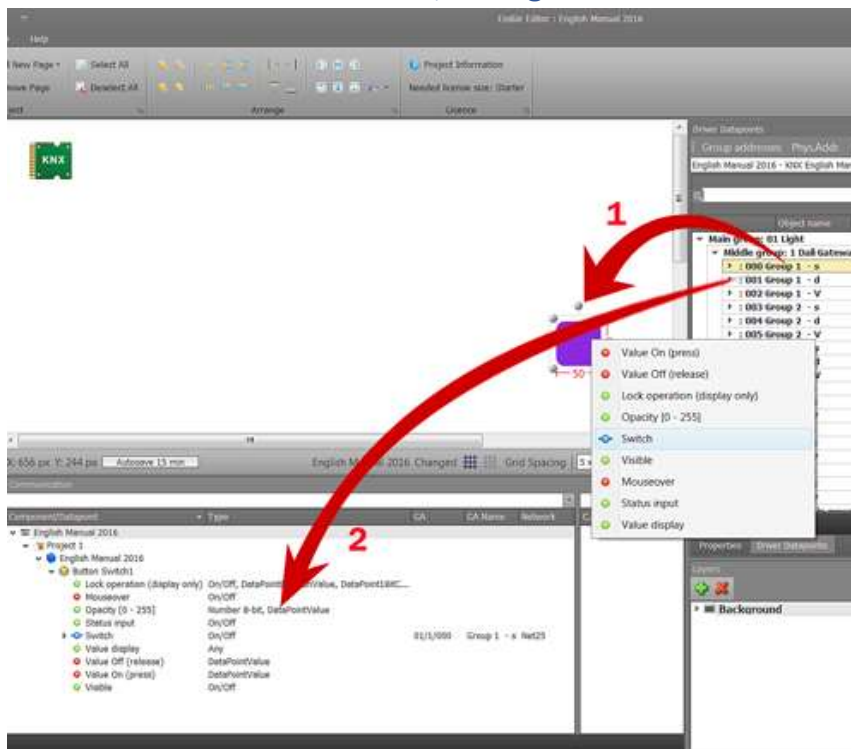 Evolar Editor : English Manual 2016
Help
New Page
Select All
Project Information
Page
Deselect All
Needed license size: Starter
Arrange
Licence
KNX
Driver Datapoints
Group addresses PhysAddr
English Manual 2016 - KNX English
Object name
1
Main group: 01 Light
Middle group: 1 Dali
000 Group 1 - s
001 Group 1 - d
002 Group 1 - V
003 Group 2 - s
004 Group 2 - d
005 Group 2 - V
50
Value On (press)
Value Off (release)
Lock operation (display only)
Opacity [0 - 255]
Switch
Visible
Mouseover
Status input
Value display
X: 656 px Y: 244 px Autosave 15 min English Manual 2016 Changed Grid Spacing
Communication
Component/Datapoint Type GA GA Name Network
2
English Manual 2016
Project 1
English Manual 2016
Button Switch1
Lock operation (display only) On/Off,
Mouseover On/Off
Opacity [0 - 255] Number 8-bit, DataPointValue
Status input On/Off
Switch On/Off 01/1/000 Group 1 - s Net25
Value display Any
Value Off (release) DataPointValue
Value On (press) DataPointValue
Visible On/Off
Properties Driver Datapoints
Layers
Background